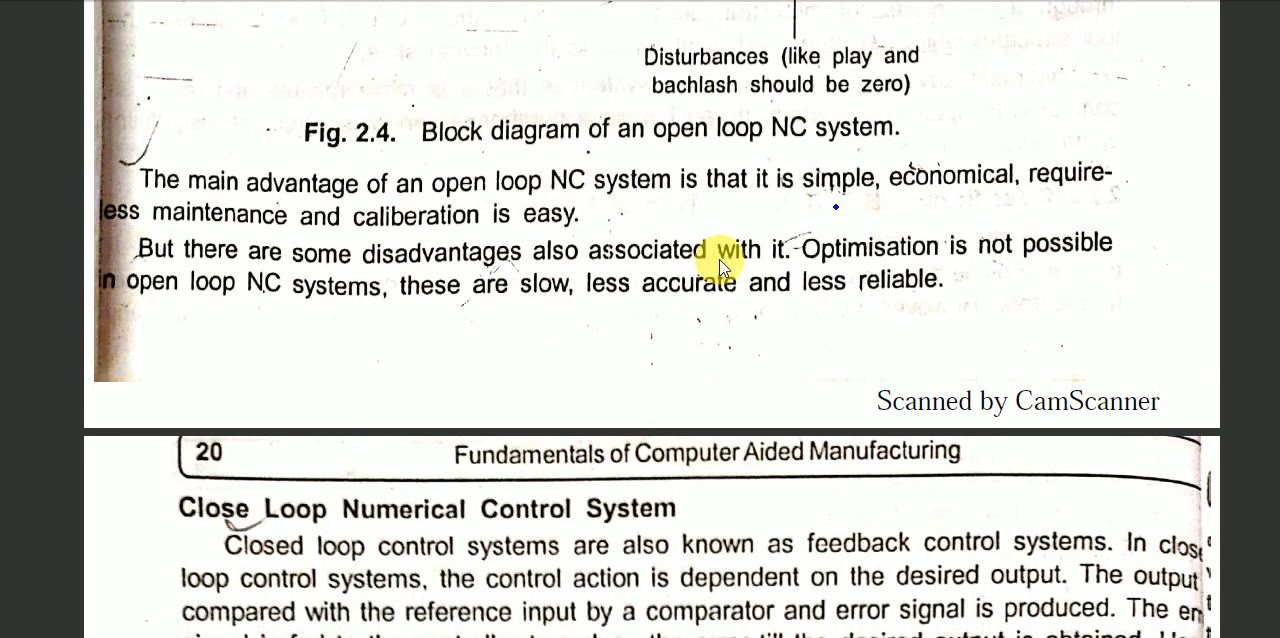 Disturbances (like play and
bachlash should be zero)
Fig. 2.4. Block diagram of an open loop NC system.
The main advantage of an open loop NC system is that it is simple, economical, require-
less maintenance and caliberation is easy.
But there are some disadvantages also associated with it. Optimisation is not possible
in open loop NC systems, these are slow, less accurate and less reliable.
Scanned by CamScanner
20 Fundamentals of Computer Aided Manufacturing
Close Loop Numerical Control System
Closed loop control systems are also known as feedback control systems. In close
loop control systems, the control action is dependent on the desired output. The output
compared with the reference input by a comparator and error signal is produced. The